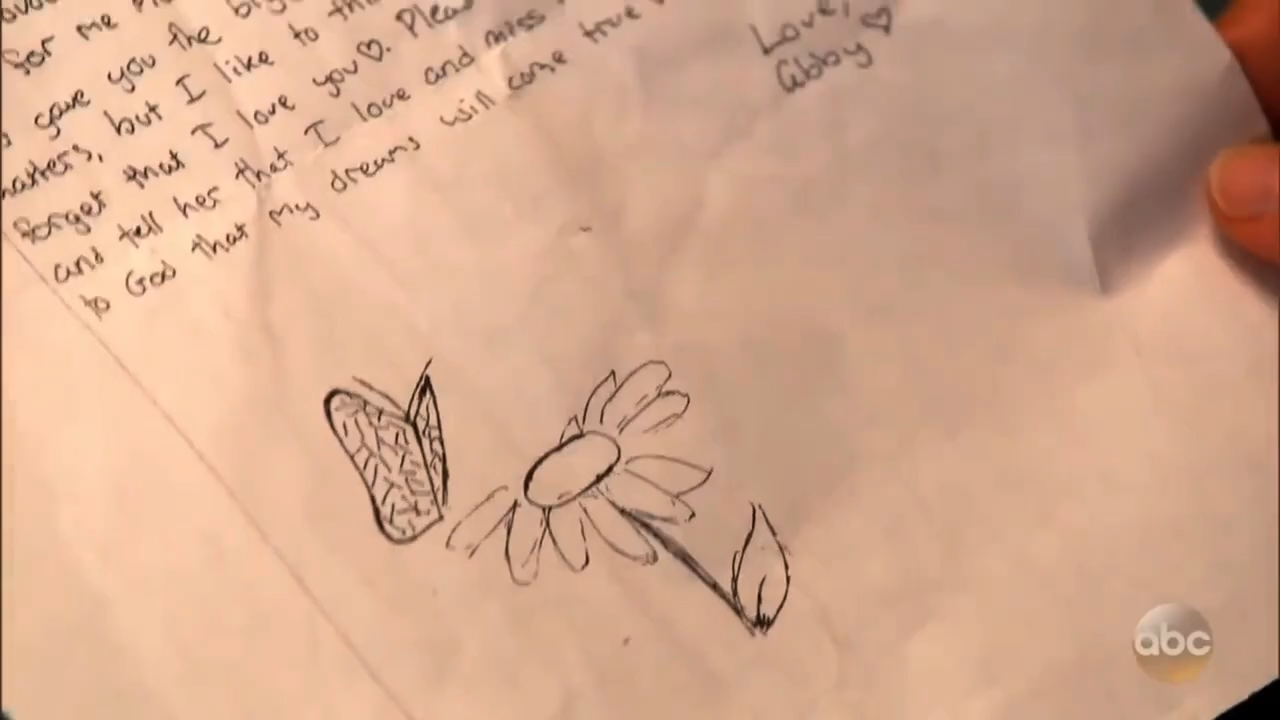 for me
gave you the
matters, but I like to
forget that I love you♡.
and tell her that I love and miss
to God that my dreams will come true
Love,
Abby ♡
abc